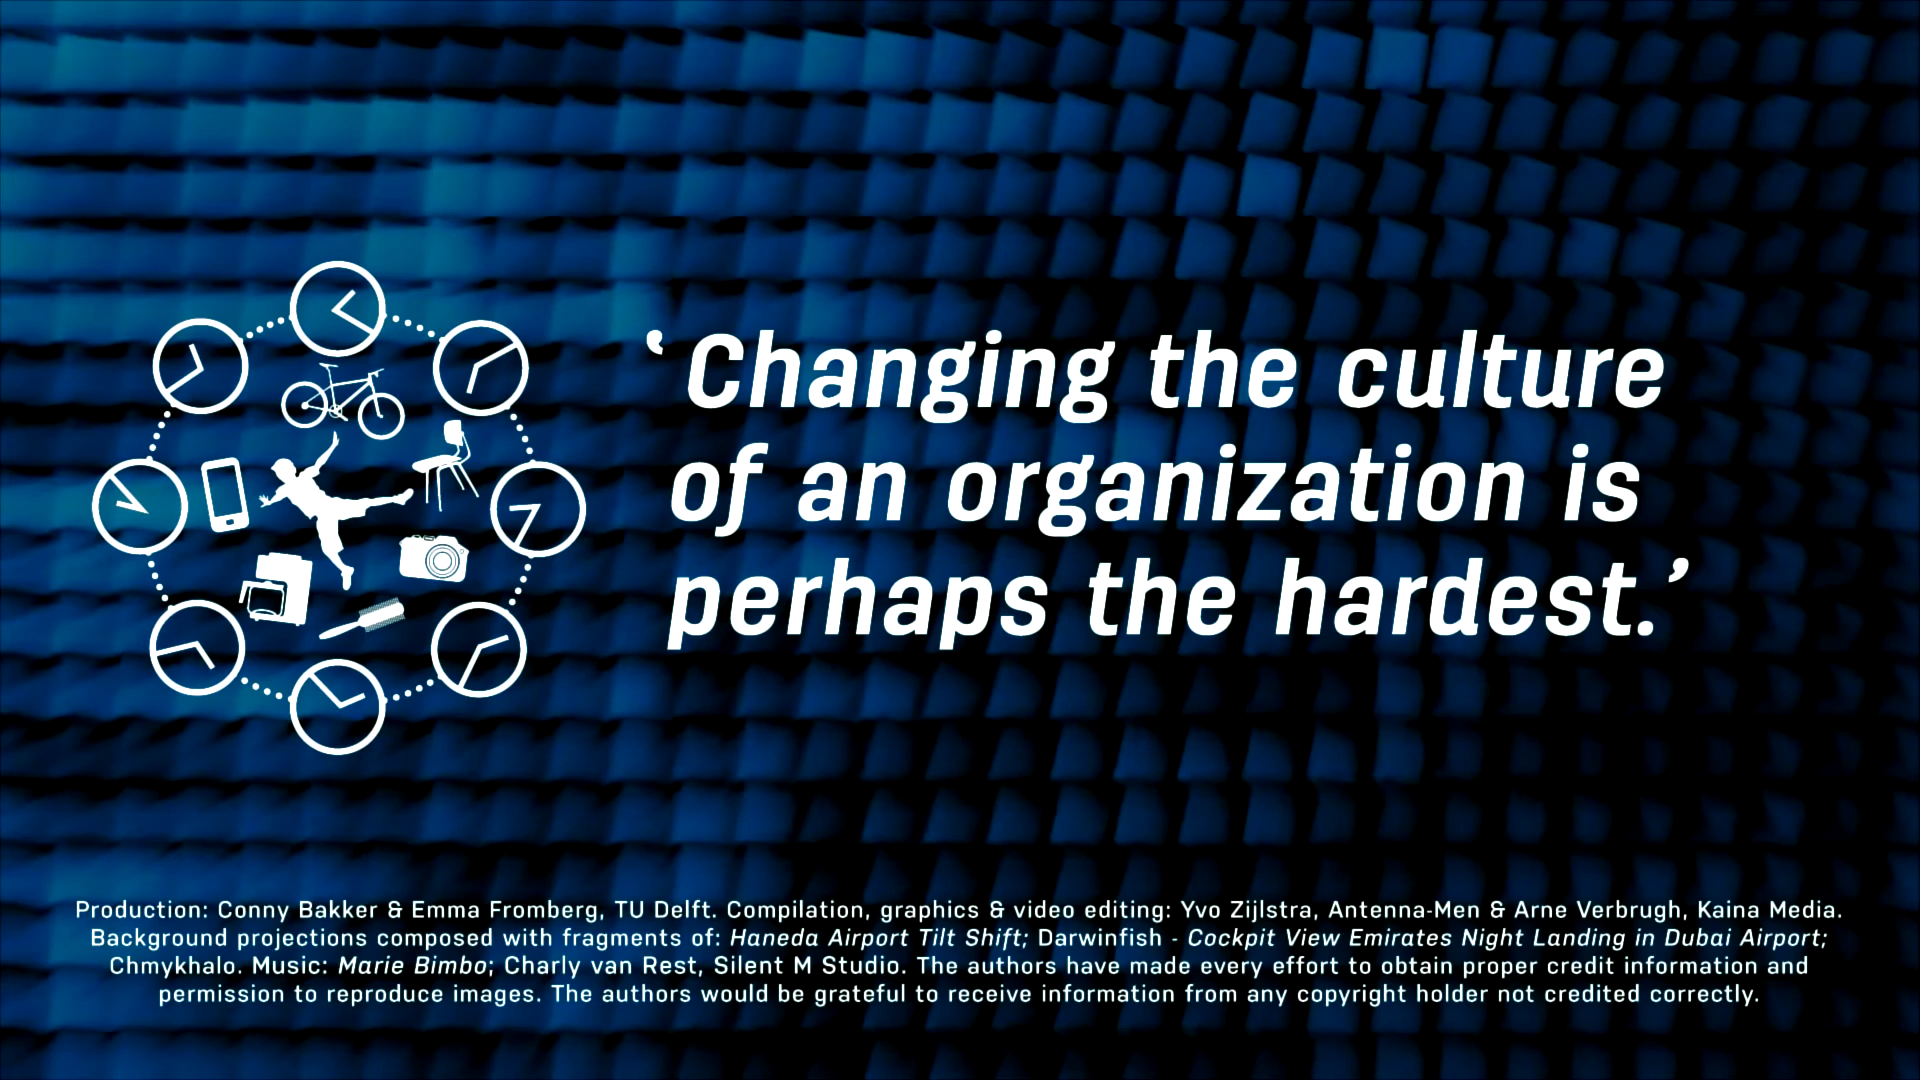 ‘Changing the culture
of an organization is
perhaps the hardest.’
Production: Conny Bakker & Emma Fromberg, TU Delft. Compilation, graphics & video editing: Yvo Zijlstra, Antenna-Men & Arne Verbrugh, Kaina Media.
Background projections composed with fragments of: Haneda Airport Tilt Shift; Darwinfish - Cockpit View Emirates Night Landing in Dubai Airport;
Chmykhalo. Music: Marie Bimbo; Charly van Rest, Silent M Studio. The authors have made every effort to obtain proper credit information and
permission to reproduce images. The authors would be grateful to receive information from any copyright holder not credited correctly.